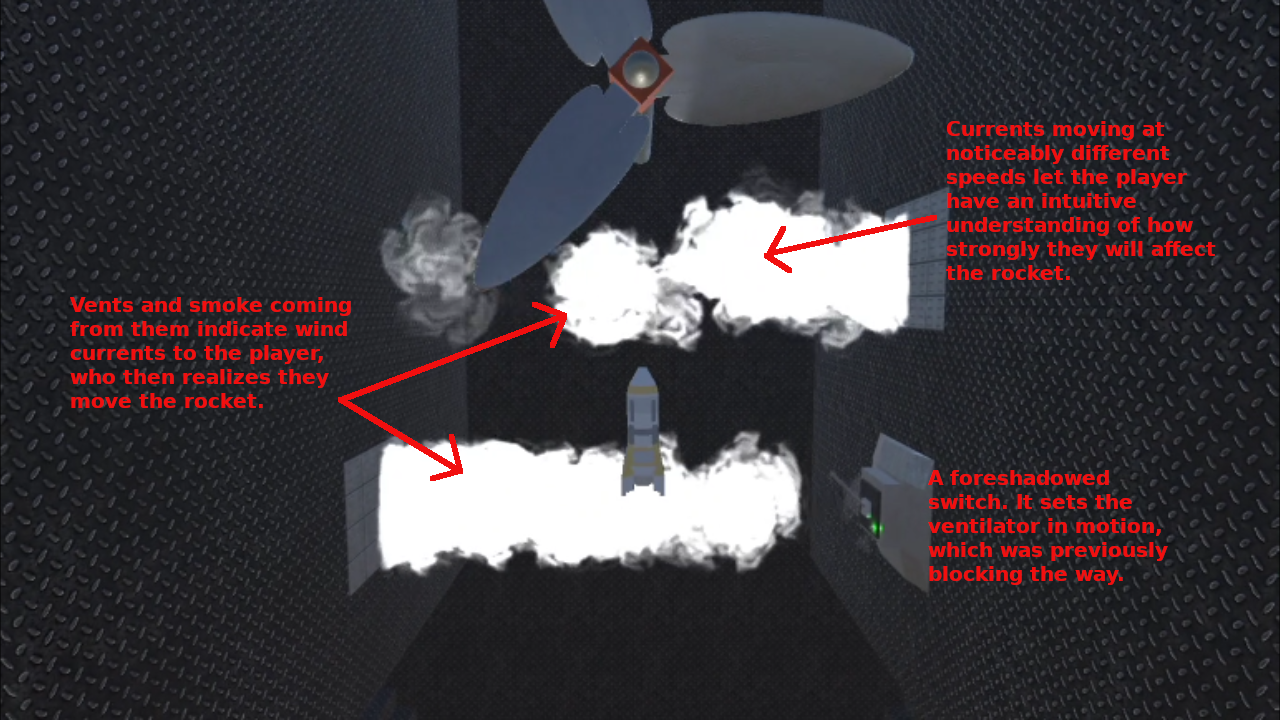 Vents and smoke coming
from them indicate wind
currents to the player,
who then realizes they
move the rocket.
Currents moving at
noticeably different
speeds let the player
have an intuitive
understanding of how
strongly they will affect
the rocket.
A foreshadowed
switch. It sets the
ventilator in motion,
which was previously
blocking the way.